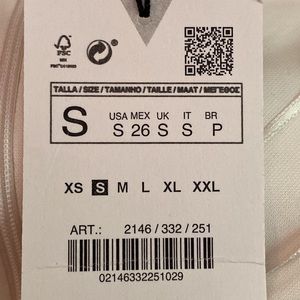 FSC
MIX
TALLA / SIZE / TAMANHO / TAILLE / MAAT / ΜΕΓΕΘΟΣ
S
USA MEX UK IT BR
S 26 S S P
XS S M L XL XXL
ART.: 2146 / 332 / 251
02146332251029